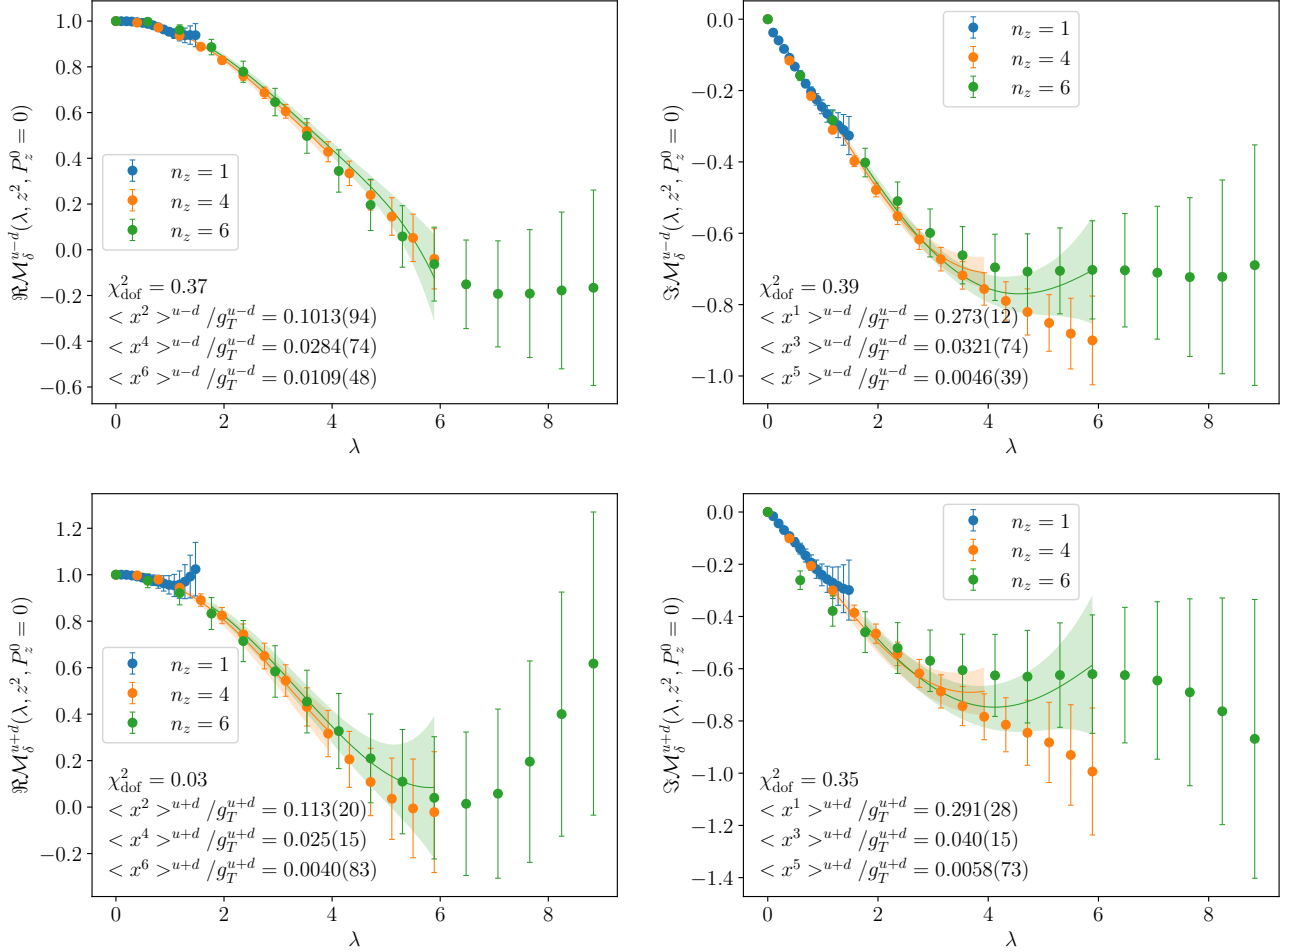 1.0
0.8
0.6
0.4
0.2
0.0
−0.2
−0.4
−0.6
ℜM_δ^{u−d}(λ, z², P_z^0 = 0)
n_z = 1
n_z = 4
n_z = 6
χ²_dof = 0.37
< x² >^{u−d} /g_T^{u−d} = 0.1013(94)
< x⁴ >^{u−d} /g_T^{u−d} = 0.0284(74)
< x⁶ >^{u−d} /g_T^{u−d} = 0.0109(48)
0 2 4 6 8
λ
0.0
−0.2
−0.4
−0.6
−0.8
−1.0
ℑM_δ^{u−d}(λ, z², P_z^0 = 0)
n_z = 1
n_z = 4
n_z = 6
χ²_dof = 0.39
< x¹ >^{u−d} /g_T^{u−d} = 0.273(12)
< x³ >^{u−d} /g_T^{u−d} = 0.0321(74)
< x⁵ >^{u−d} /g_T^{u−d} = 0.0046(39)
0 2 4 6 8
λ
1.2
1.0
0.8
0.6
0.4
0.2
0.0
−0.2
ℜM_δ^{u+d}(λ, z², P_z^0 = 0)
n_z = 1
n_z = 4
n_z = 6
χ²_dof = 0.03
< x² >^{u+d} /g_T^{u+d} = 0.113(20)
< x⁴ >^{u+d} /g_T^{u+d} = 0.025(15)
< x⁶ >^{u+d} /g_T^{u+d} = 0.0040(83)
0 2 4 6 8
λ
0.0
−0.2
−0.4
−0.6
−0.8
−1.0
−1.2
−1.4
ℑM_δ^{u+d}(λ, z², P_z^0 = 0)
n_z = 1
n_z = 4
n_z = 6
χ²_dof = 0.35
< x¹ >^{u+d} /g_T^{u+d} = 0.291(28)
< x³ >^{u+d} /g_T^{u+d} = 0.040(15)
< x⁵ >^{u+d} /g_T^{u+d} = 0.0058(73)
0 2 4 6 8
λ